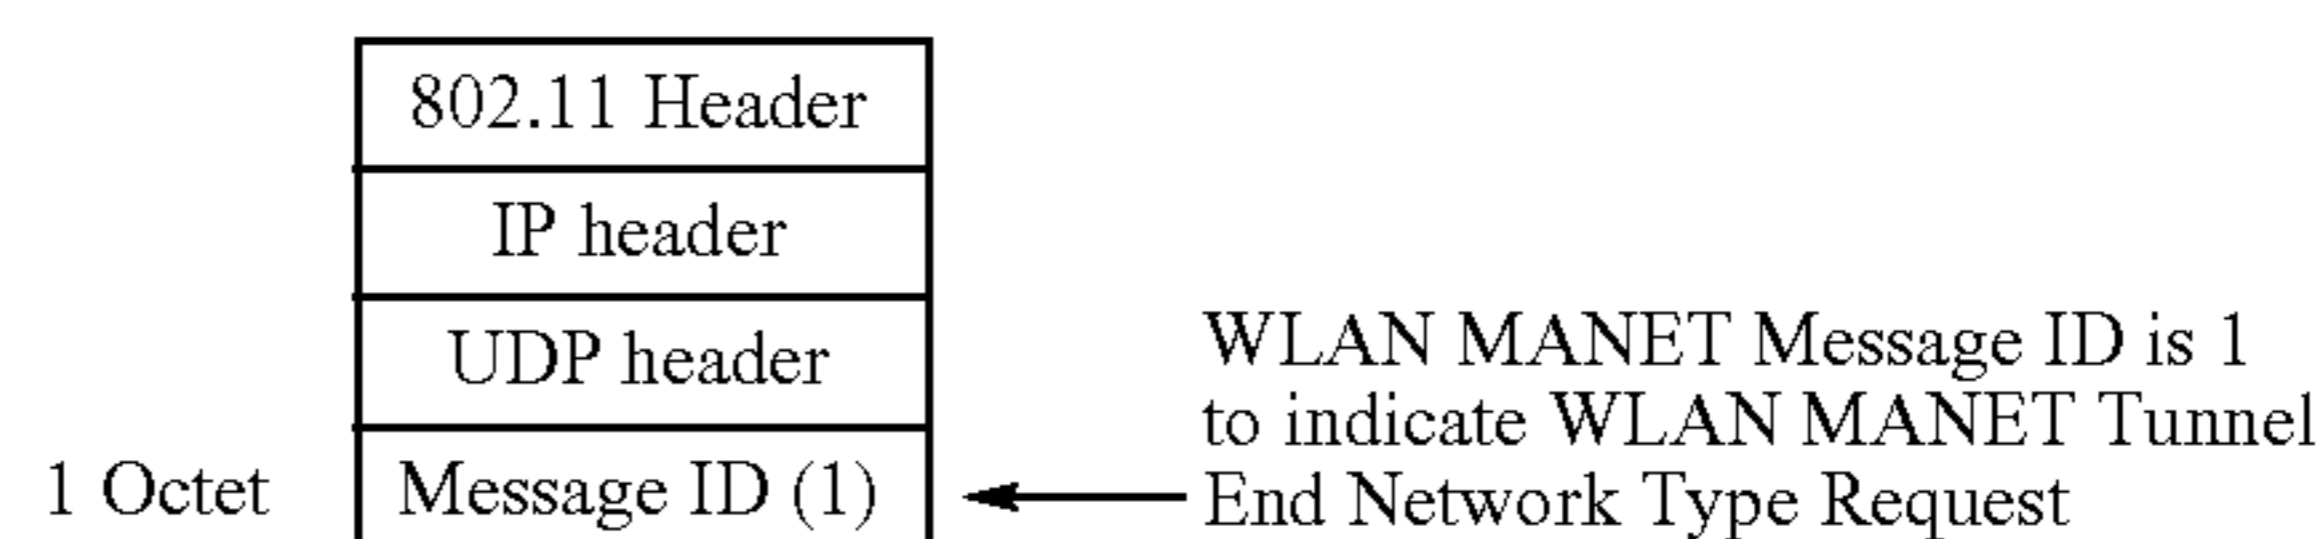 802.11 Header
IP header
UDP header
1 Octet
Message ID (1)
WLAN MANET Message ID is 1
to indicate WLAN MANET Tunnel
End Network Type Request